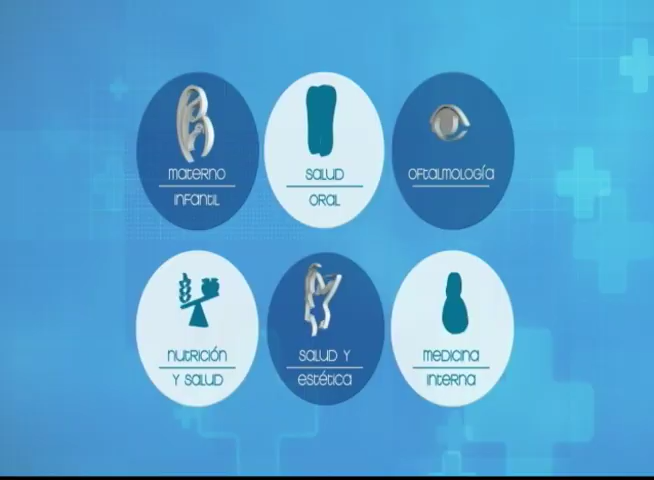 materno
infantil
salud
oral
oftalmología
nutrición
y salud
salud y
estética
medicina
interna